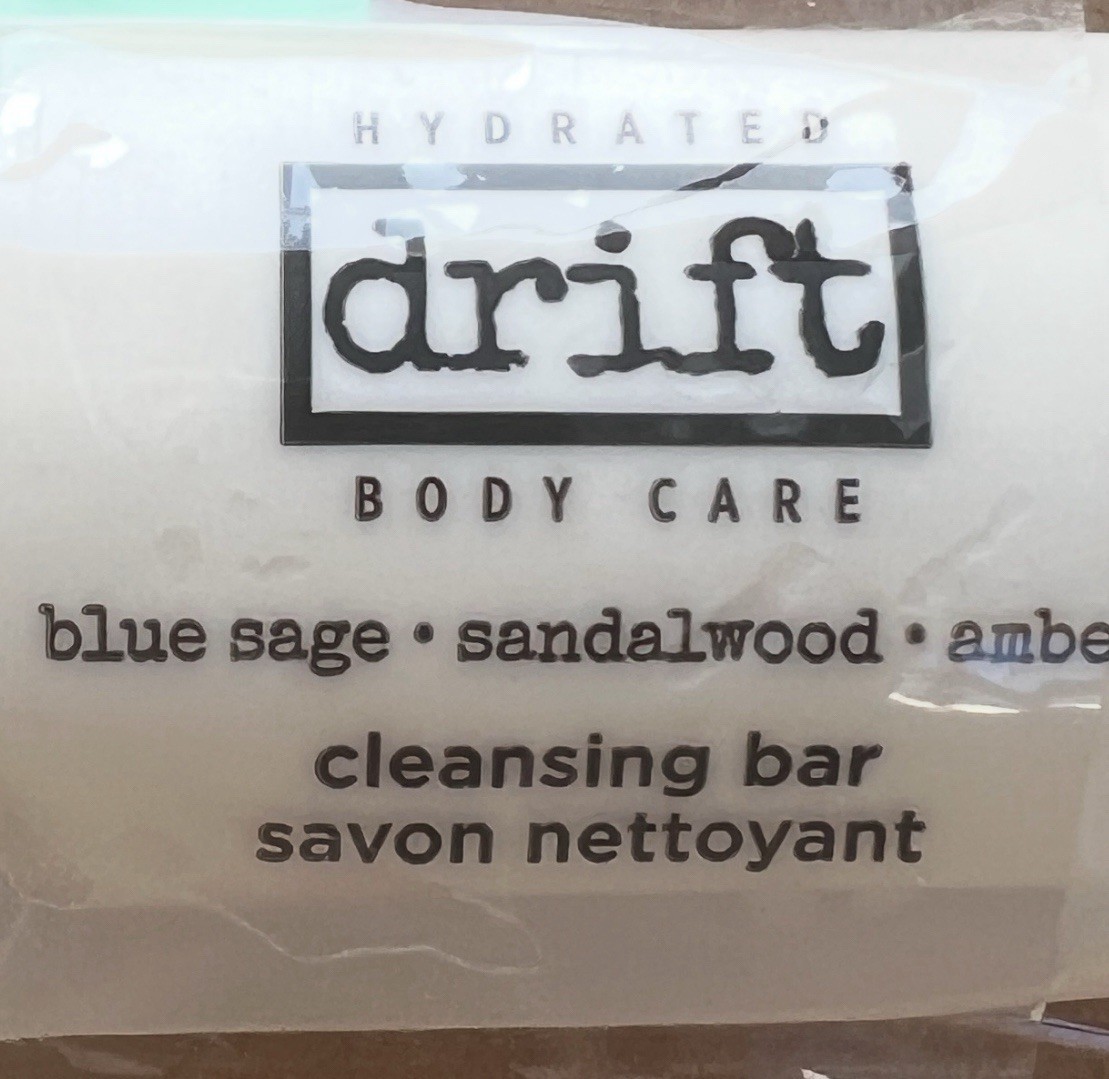 HYDRATED
drift
BODY CARE
blue sage • sandalwood • ambe
cleansing bar
savon nettoyant